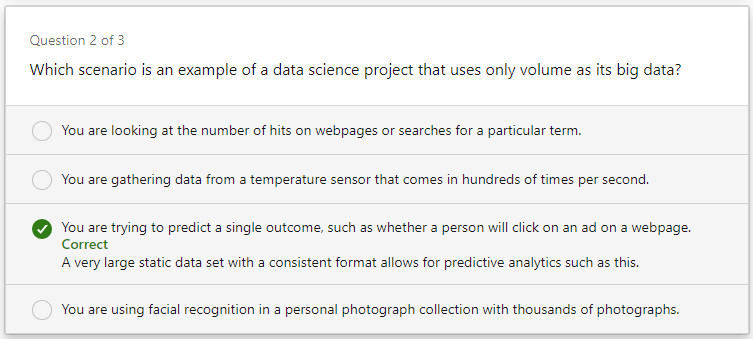 Question 2 of 3
Which scenario is an example of a data science project that uses only volume as its big data?
You are looking at the number of hits on webpages or searches for a particular term.
You are gathering data from a temperature sensor that comes in hundreds of times per second.
You are trying to predict a single outcome, such as whether a person will click on an ad on a webpage.
Correct
A very large static data set with a consistent format allows for predictive analytics such as this.
You are using facial recognition in a personal photograph collection with thousands of photographs.